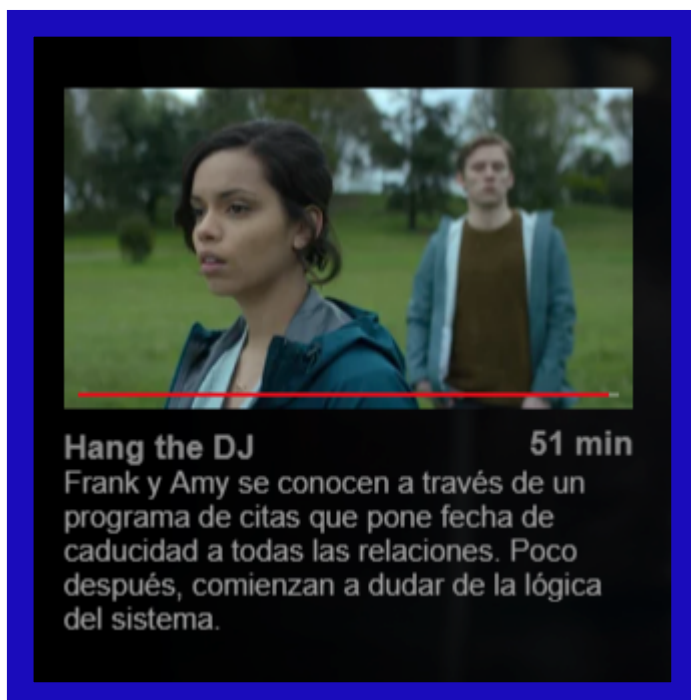 Hang the DJ 51 min
Frank y Amy se conocen a través de un
programa de citas que pone fecha de
caducidad a todas las relaciones. Poco
después, comienzan a dudar de la lógica
del sistema.